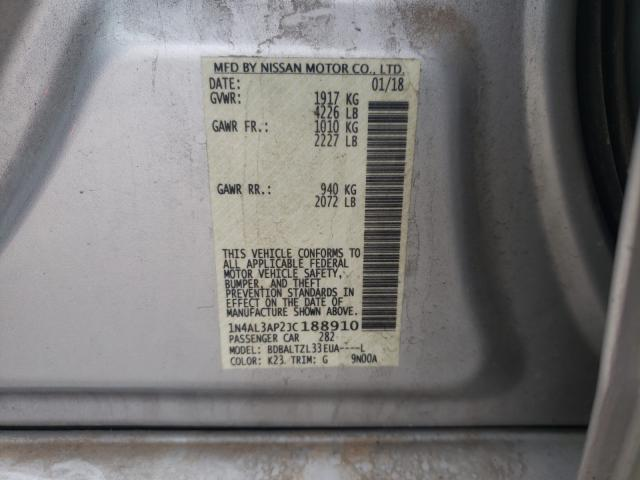 MFD BY NISSAN MOTOR CO., LTD.
DATE: 01/18
GVWR: 1917 KG
4226 LB
GAWR FR.: 1010 KG
2227 LB
GAWR RR.: 940 KG
2072 LB
THIS VEHICLE CONFORMS TO
ALL APPLICABLE FEDERAL
MOTOR VEHICLE SAFETY,
BUMPER, AND THEFT
PREVENTION STANDARDS IN
EFFECT ON THE DATE OF
MANUFACTURE SHOWN ABOVE.
1N4AL3AP2JC188910
PASSENGER CAR 282
MODEL: BDBALTZL33EUA----L
COLOR: K23 TRIM: G 9N00A